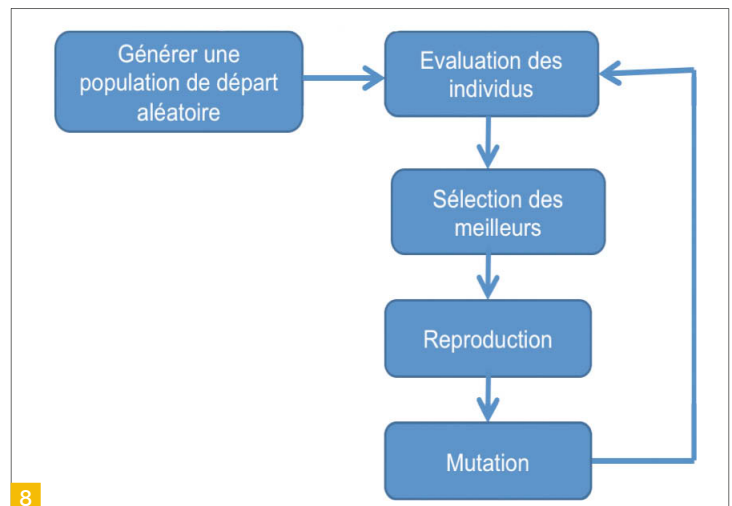 Générer une
population de départ
aléatoire
Evaluation des
individus
Sélection des
meilleurs
Reproduction
Mutation
8